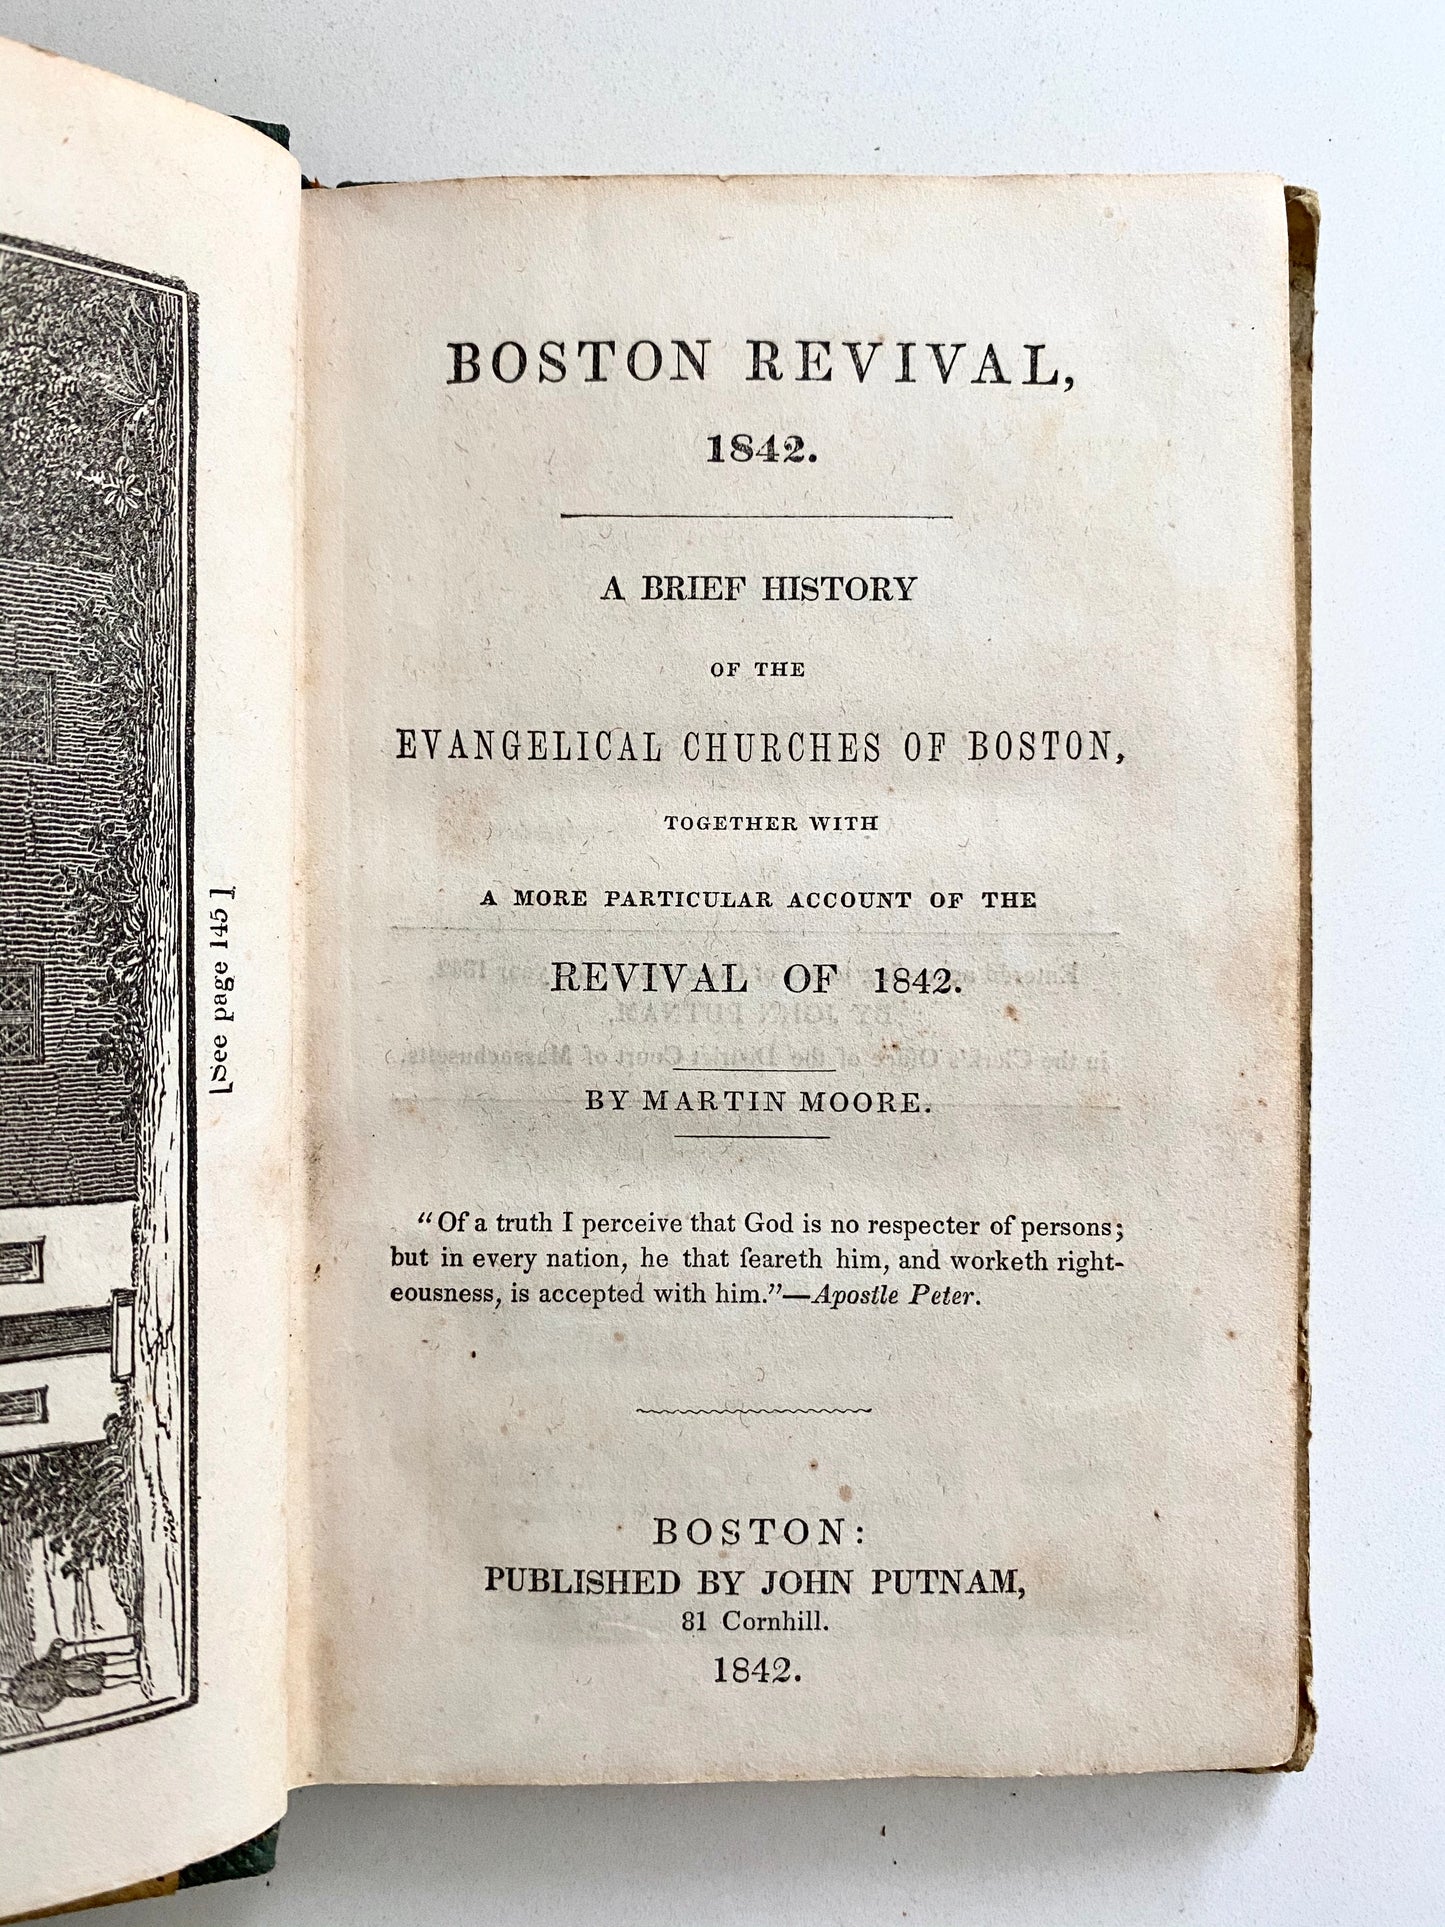 [See page 145]
BOSTON REVIVAL,
1842.
A BRIEF HISTORY
OF THE
EVANGELICAL CHURCHES OF BOSTON,
TOGETHER WITH
A MORE PARTICULAR ACCOUNT OF THE
REVIVAL OF 1842.
BY MARTIN MOORE.
"Of a truth I perceive that God is no respecter of persons;
but in every nation, he that feareth him, and worketh right-
eousness, is accepted with him."—Apostle Peter.
BOSTON:
PUBLISHED BY JOHN PUTNAM,
81 Cornhill.
1842.